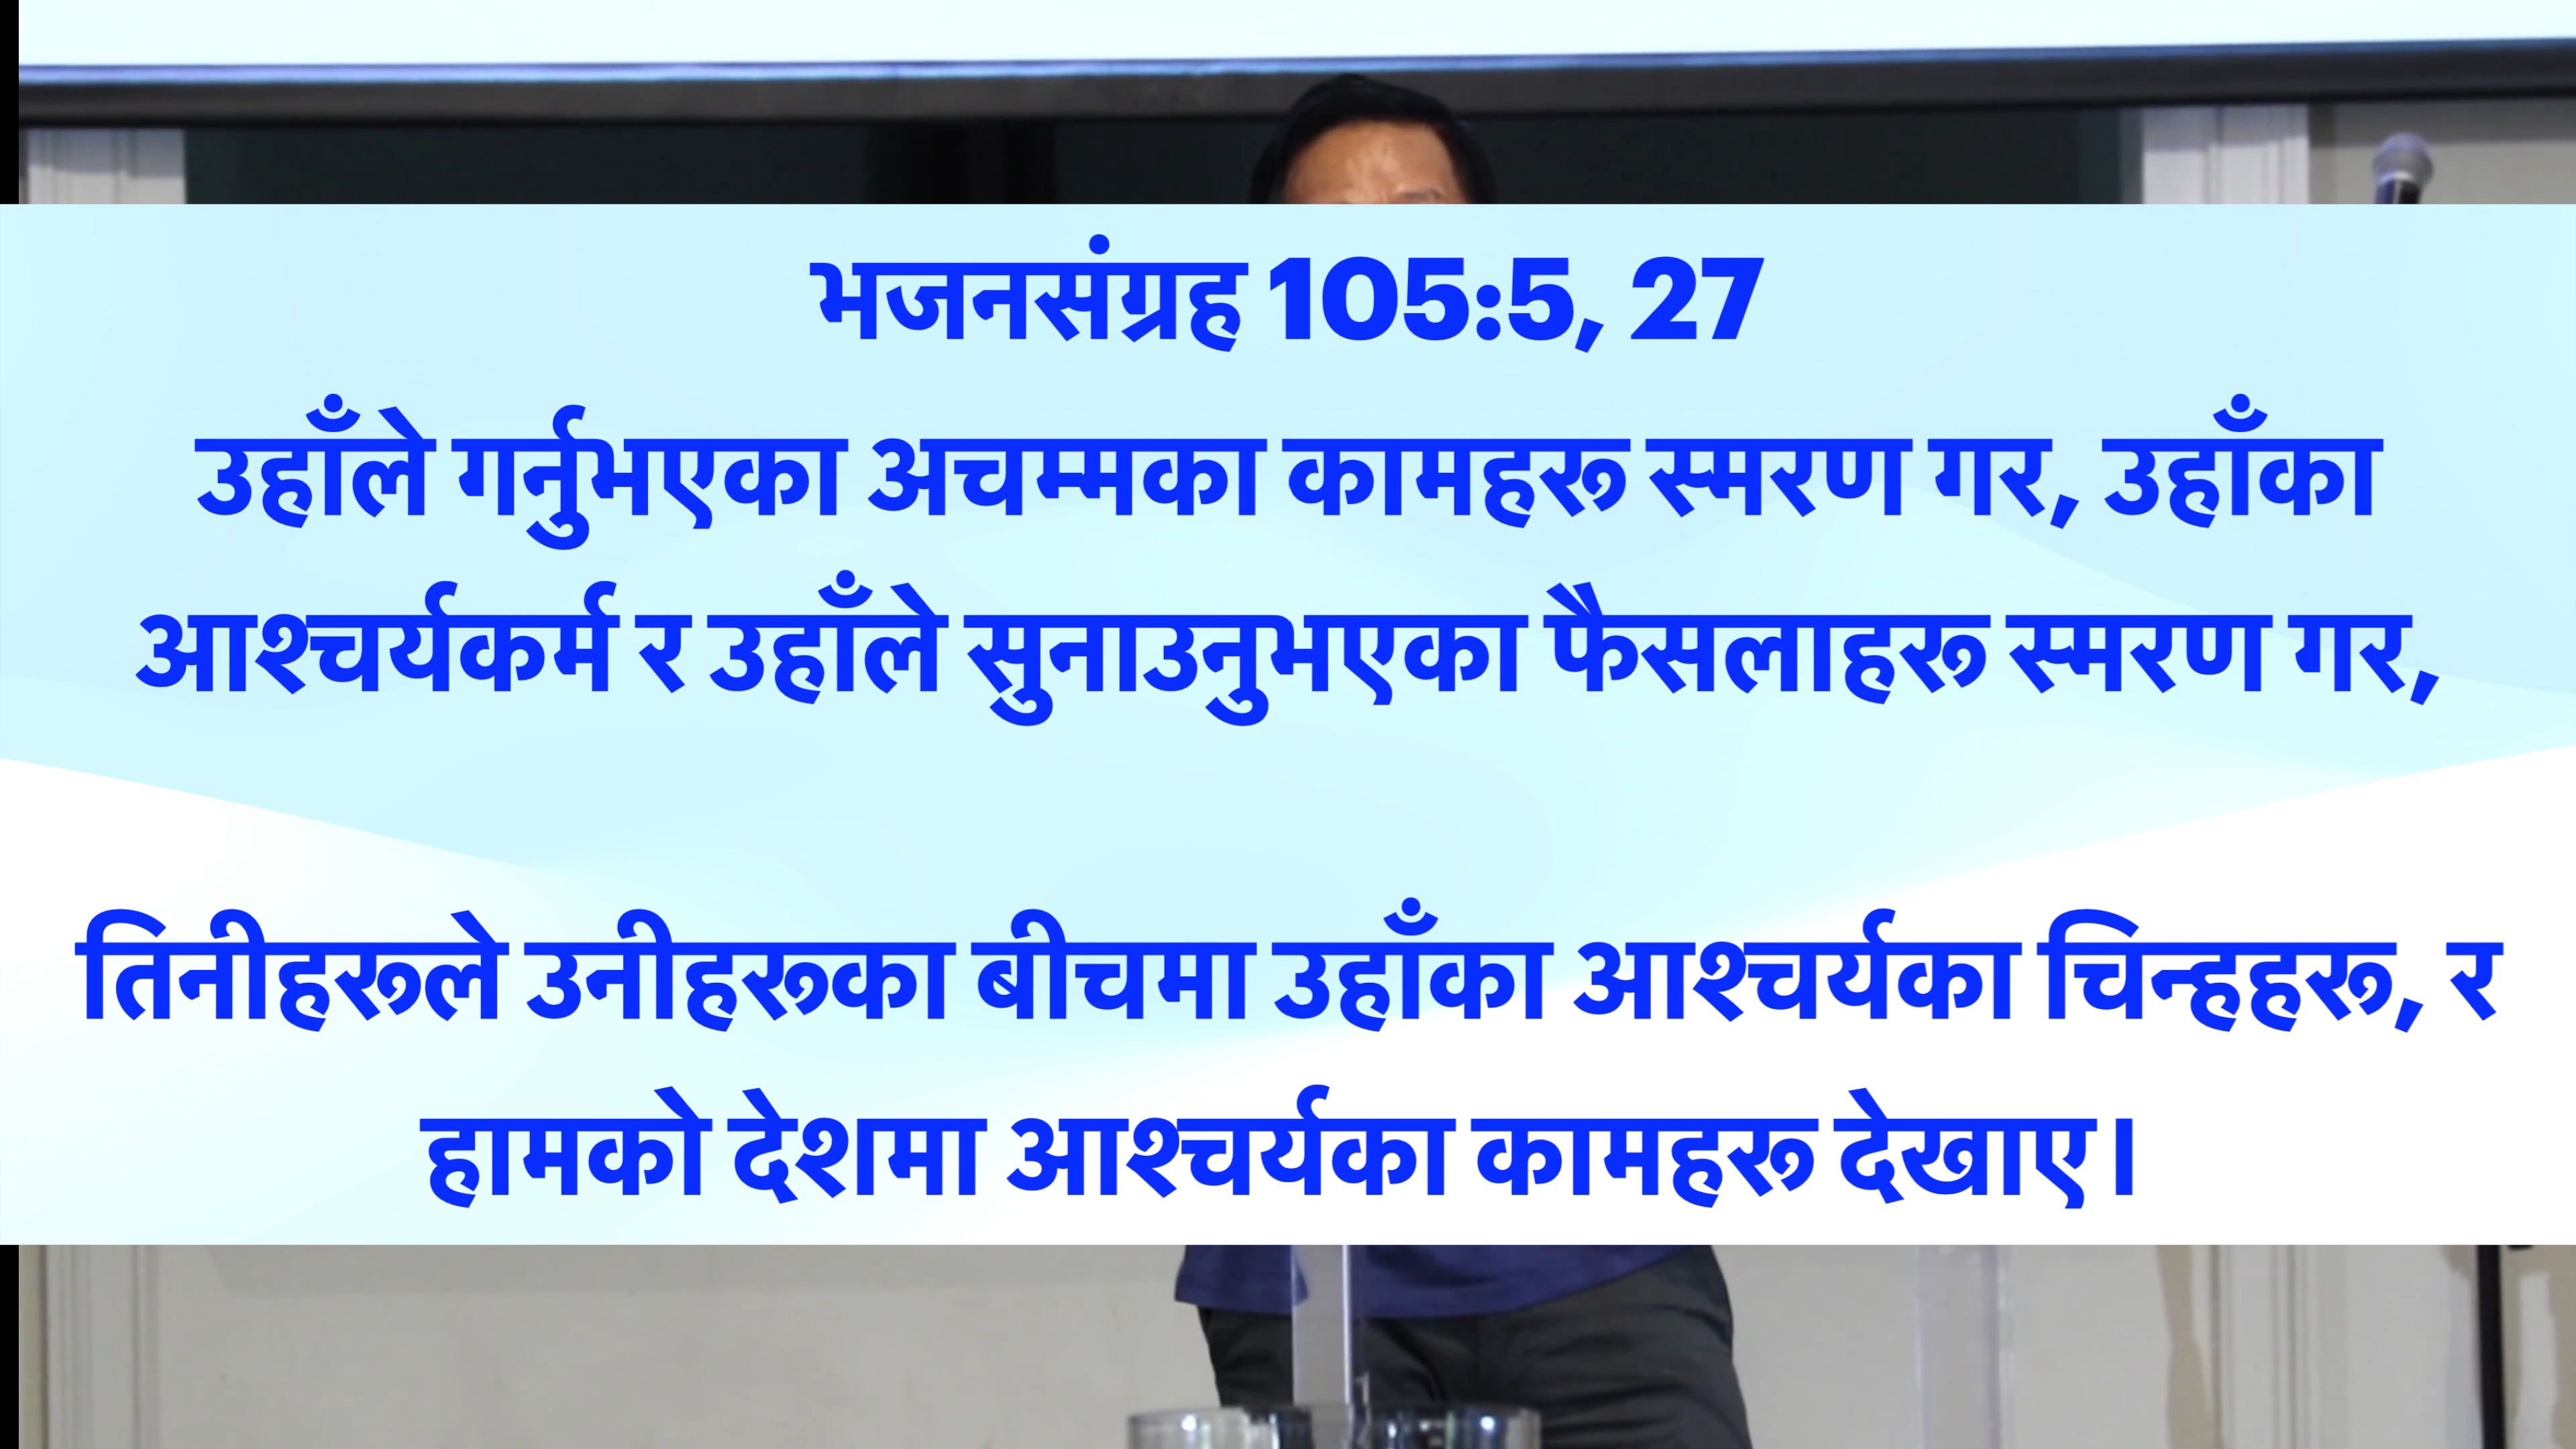 भजनसंग्रह 105:5, 27
उहाँले गर्नुभएका अचम्मका कामहरू स्मरण गर, उहाँका
आश्चर्यकर्म र उहाँले सुनाउनुभएका फैसलाहरू स्मरण गर,
तिनीहरूले उनीहरूका बीचमा उहाँका आश्चर्यका चिन्हहरू, र
हामको देशमा आश्चर्यका कामहरू देखाए।